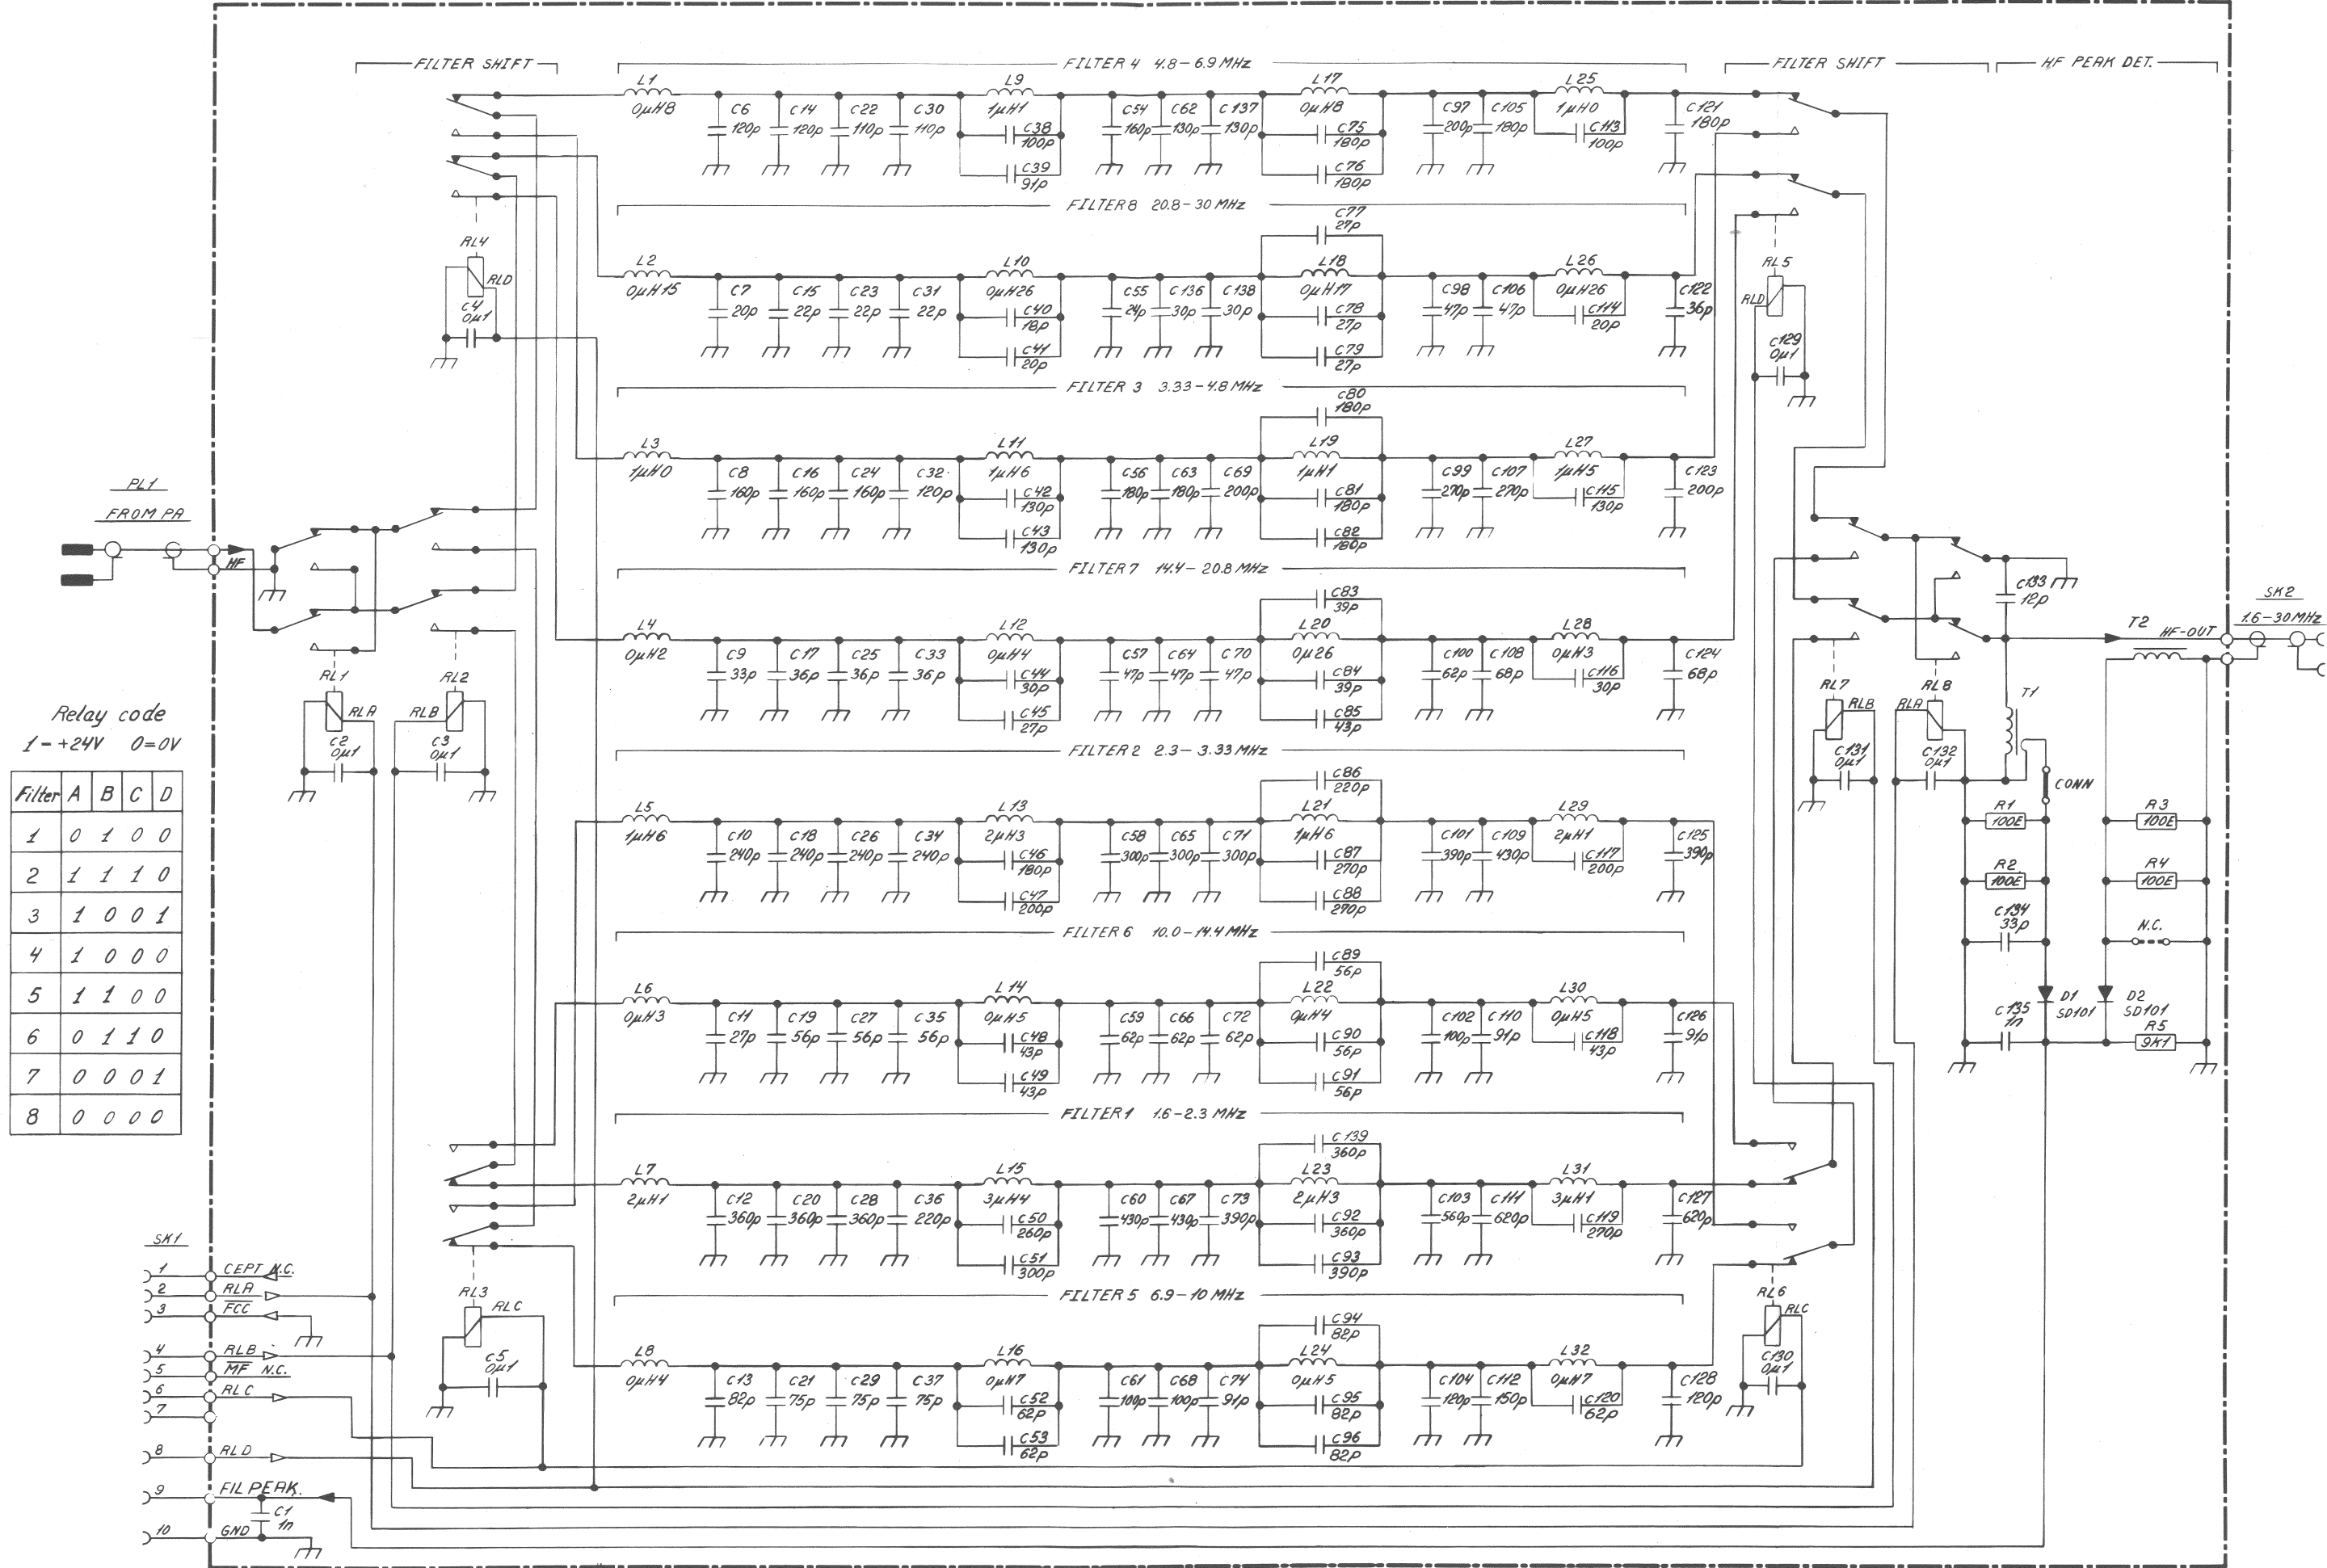 FILTER SHIFT
FILTER 4 4.8-6.9 MHz
FILTER SHIFT
HF PEAK DET.
L1
0µH8
C6
120p
C14
120p
C22
110p
C30
110p
L9
1µH1
C38
100p
C39
91p
C54
160p
C62
130p
C137
130p
L17
0µH8
C75
180p
C76
180p
C97
200p
C105
180p
L25
1µH0
C113
100p
C121
180p
FILTER 8 20.8-30 MHz
RL4
RLD
C4
0µ1
L2
0µH15
C7
20p
C15
22p
C23
22p
C31
22p
L10
0µH26
C40
18p
C41
20p
C55
24p
C136
30p
C138
30p
C77
27p
L18
0µH17
C78
27p
C79
27p
C98
47p
C106
47p
L26
0µH26
C114
20p
C122
36p
RL5
RLD
C129
0µ1
FILTER 3 3.33-4.8 MHz
L3
1µH0
C8
160p
C16
160p
C24
160p
C32
120p
L11
1µH6
C42
130p
C43
130p
C56
180p
C63
180p
C69
200p
C80
180p
L19
1µH1
C81
180p
C82
180p
C99
270p
C107
270p
L27
1µH5
C115
130p
C123
200p
PL1
FROM PA
HF
FILTER 7 14.4-20.8 MHz
L4
0µH2
C9
33p
C17
36p
C25
36p
C33
36p
L12
0µH4
C44
30p
C45
27p
C57
47p
C64
47p
C70
47p
C83
39p
L20
0µ26
C84
39p
C85
43p
C100
62p
C108
68p
L28
0µH3
C116
30p
C124
68p
C133
12p
SK2
1.6-30MHz
T2
HF-OUT
RL1
RLA
C2
0µ1
RL2
RLB
C3
0µ1
RL7
RLB
C131
0µ1
RL8
RLA
C132
0µ1
T1
CONN
Relay code
1=+24V 0=0V
Filter A B C D
1 0 1 0 0
2 1 1 1 0
3 1 0 0 1
4 1 0 0 0
5 1 1 0 0
6 0 1 1 0
7 0 0 0 1
8 0 0 0 0
FILTER 2 2.3-3.33MHz
L5
1µH6
C10
240p
C18
240p
C26
240p
C34
240p
L13
2µH3
C46
180p
C47
200p
C58
300p
C65
300p
C71
300p
C86
220p
L21
1µH6
C87
270p
C88
270p
C101
390p
C109
430p
L29
2µH1
C117
200p
C125
390p
R1
100E
R2
100E
C134
33p
C135
1n
D1
SD101
R3
100E
R4
100E
N.C.
D2
SD101
R5
9K1
FILTER 6 10.0-14.4 MHz
L6
0µH3
C11
27p
C19
56p
C27
56p
C35
56p
L14
0µH5
C48
43p
C49
43p
C59
62p
C66
62p
C72
62p
C89
56p
L22
0µH4
C90
56p
C91
56p
C102
100p
C110
91p
L30
0µH5
C118
43p
C126
91p
FILTER 1 1.6-2.3 MHz
L7
2µH1
C12
360p
C20
360p
C28
360p
C36
220p
L15
3µH4
C50
260p
C51
300p
C60
430p
C67
430p
C73
390p
C139
360p
L23
2µH3
C92
360p
C93
390p
C103
560p
C111
620p
L31
3µH1
C119
270p
C127
620p
FILTER 5 6.9-10 MHz
RL3
RLC
C5
0µ1
L8
0µH4
C13
82p
C21
75p
C29
75p
C37
75p
L16
0µH7
C52
62p
C53
62p
C61
100p
C68
100p
C74
91p
C94
82p
L24
0µH5
C95
82p
C96
82p
C104
120p
C112
150p
L32
0µH7
C120
62p
C128
120p
RL6
RLC
C130
0µ1
SK1
1 CEPT N.C.
2 RLA
3 FCC
4 RLB
5 MF N.C.
6 RLC
7
8 RLD
9 FIL PEAK.
C1
1n
10 GND